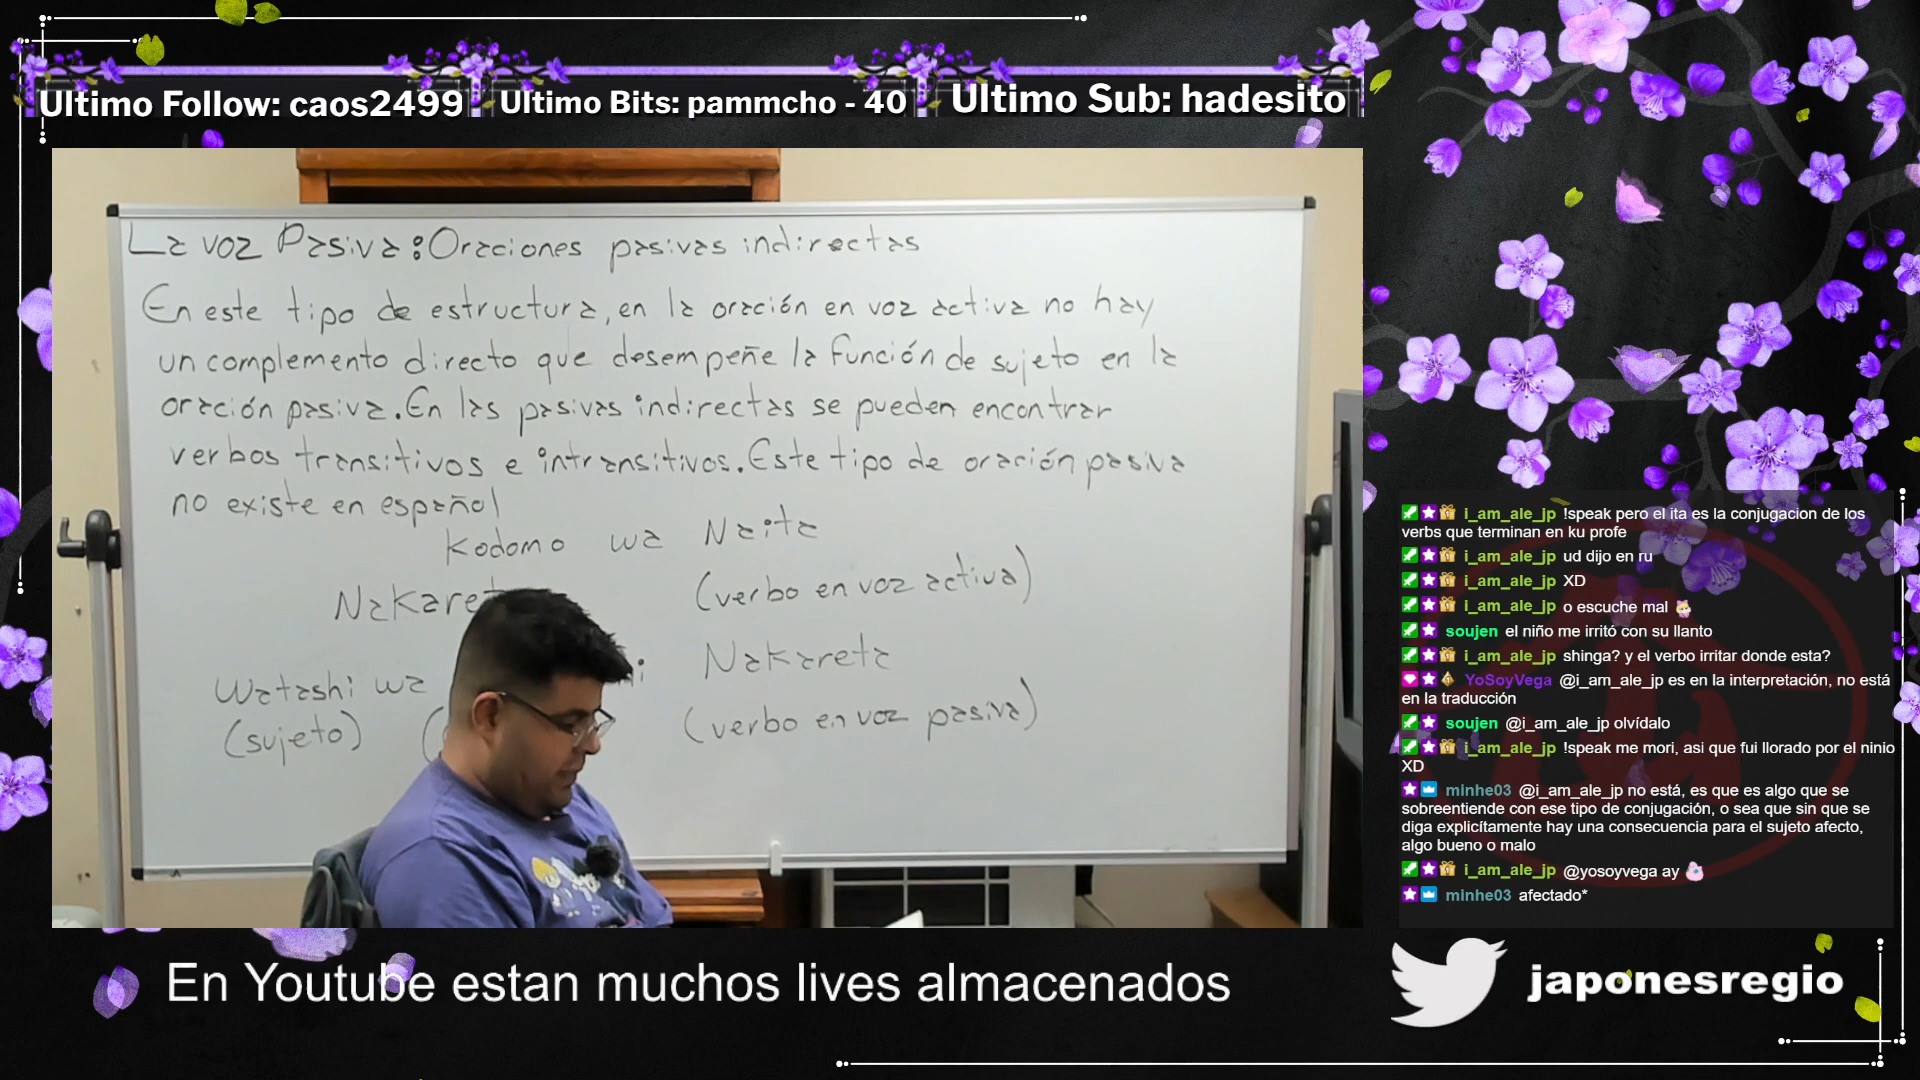 Ultimo Follow: caos2499
Ultimo Bits: pammcho - 40
Ultimo Sub: hadesito
La voz Pasiva: Oraciones pasivas indirectas
En este tipo de estructura, en la oración en voz activa no hay
un complemento directo que desempeñe la función de sujeto en la
oración pasiva. En las pasivas indirectas se pueden encontrar
verbos transitivos e intransitivos. Este tipo de oración pasiva
no existe en español
Kodomo wa Naita
(verbo en voz activa)
Watashi wa Nakareta
(sujeto) (verbo en voz pasiva)
i_am_ale_jp !speak pero el ita es la conjugacion de los
verbs que terminan en ku profe
i_am_ale_jp ud dijo en ru
i_am_ale_jp XD
i_am_ale_jp o escuche mal
soujen el niño me irritó con su llanto
i_am_ale_jp shinga? y el verbo irritar donde esta?
YoSoyVega @i_am_ale_jp es en la interpretación, no está
en la traducción
soujen @i_am_ale_jp olvídalo
i_am_ale_jp !speak me mori, asi que fui llorado por el ninio
XD
minhe03 @i_am_ale_jp no está, es que es algo que se
sobreentiende con ese tipo de conjugación, o sea que sin que se
diga explicítamente hay una consecuencia para el sujeto afecto,
algo bueno o malo
i_am_ale_jp @yosoyvega ay
minhe03 afectado*
En Youtube estan muchos lives almacenados
japonesregio